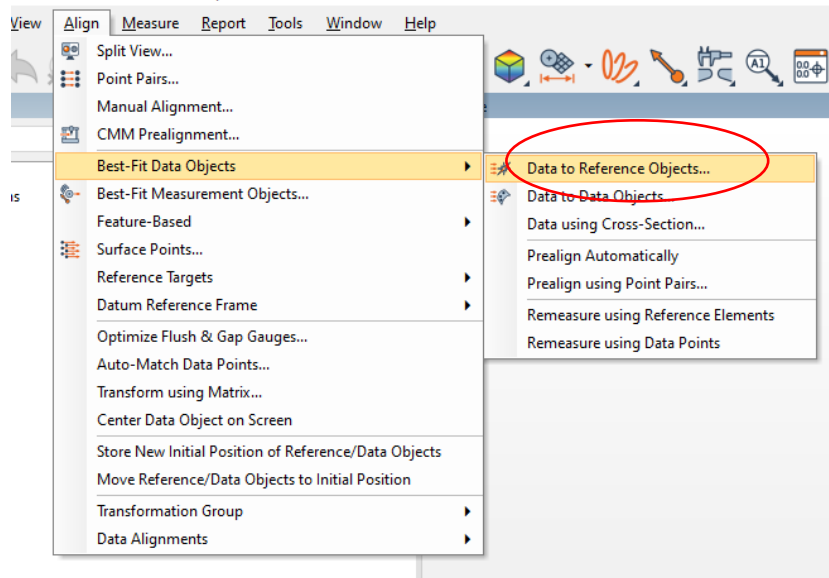 View Align Measure Report Tools Window Help
Split View...
Point Pairs...
Manual Alignment...
CMM Prealignment...
Best-Fit Data Objects
Best-Fit Measurement Objects...
Feature-Based
Surface Points...
Reference Targets
Datum Reference Frame
Optimize Flush & Gap Gauges...
Auto-Match Data Points...
Transform using Matrix...
Center Data Object on Screen
Store New Initial Position of Reference/Data Objects
Move Reference/Data Objects to Initial Position
Transformation Group
Data Alignments
Data to Reference Objects...
Data to Data Objects...
Data using Cross-Section...
Prealign Automatically
Prealign using Point Pairs...
Remeasure using Reference Elements
Remeasure using Data Points
A1